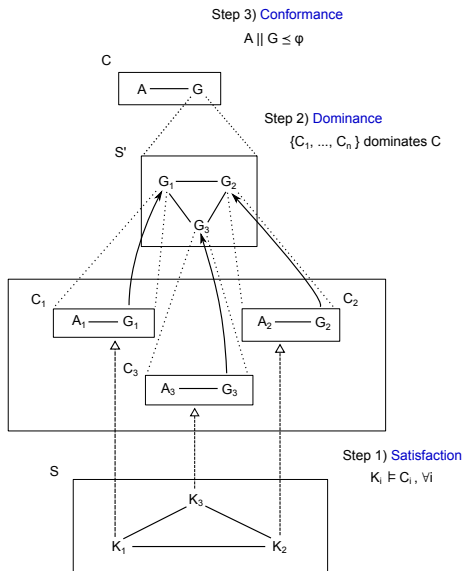 Step 3) Conformance
A || G ⪯ φ
C
A G
Step 2) Dominance
{C₁, ..., Cₙ } dominates C
S'
G₁ G₂
G₃
C₁ C₂
A₁ G₁ A₂ G₂
C₃
A₃ G₃
Step 1) Satisfaction
Kᵢ ⊧ Cᵢ , ∀i
S
K₃
K₁ K₂